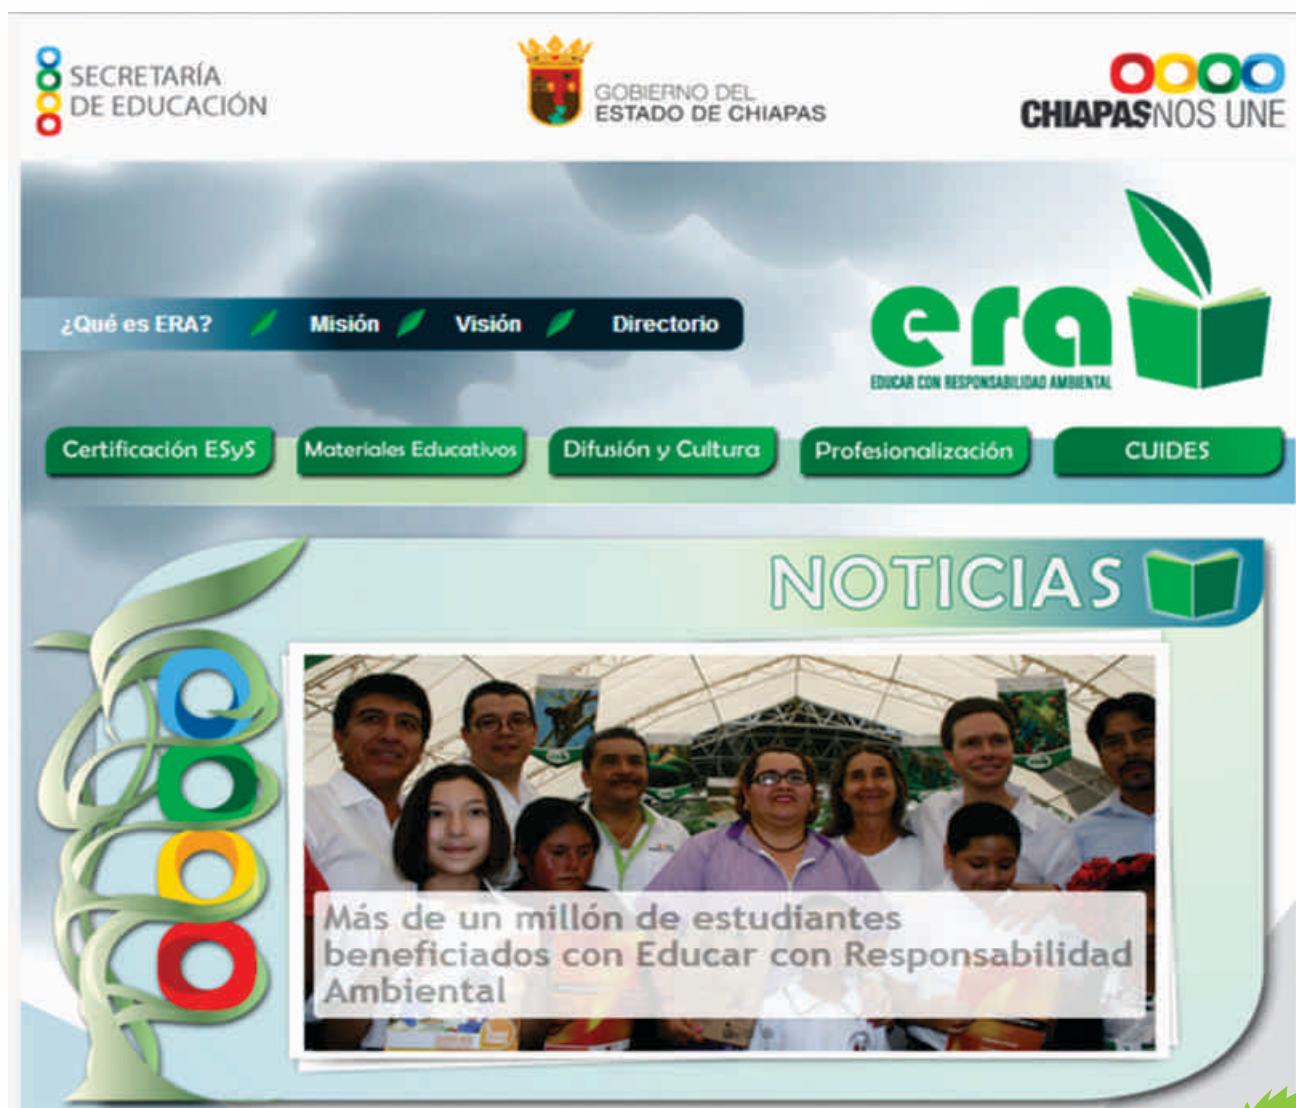 SECRETARÍA
DE EDUCACIÓN
GOBIERNO DEL
ESTADO DE CHIAPAS
CHIAPASNOS UNE
¿Qué es ERA?
Misión
Visión
Directorio
era
EDUCAR CON RESPONSABILIDAD AMBIENTAL
Certificación ESyS
Materiales Educativos
Difusión y Cultura
Profesionalización
CUIDES
NOTICIAS
Más de un millón de estudiantes
beneficiados con Educar con Responsabilidad
Ambiental